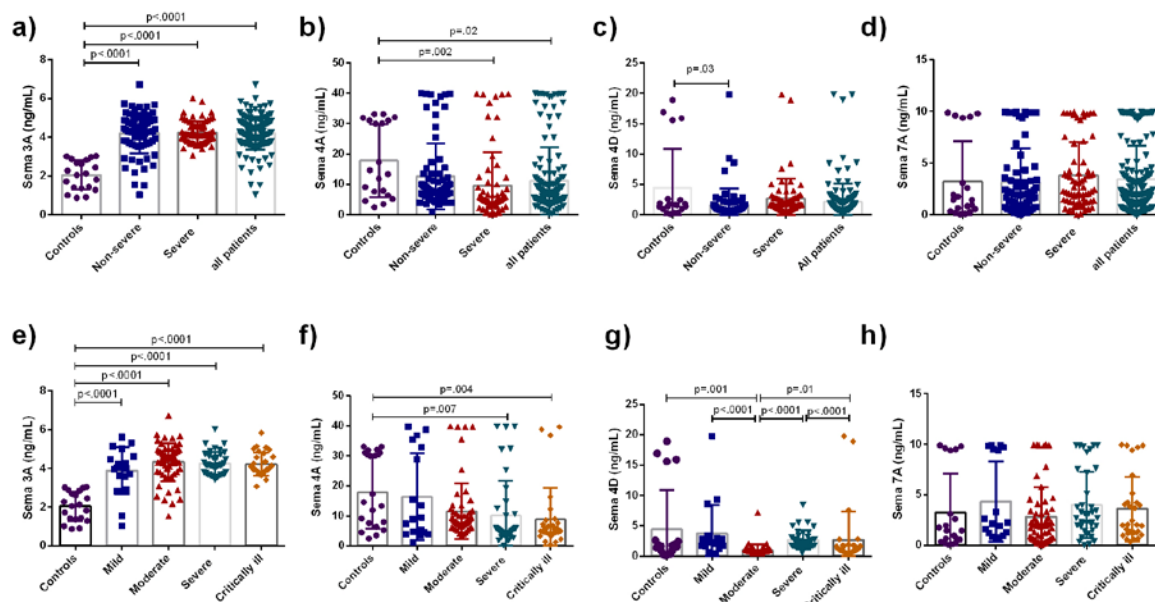 a)
p<.0001
p<.0001
p<.0001
Sema 3A (ng/mL)
8
6
4
2
0
Controls
Non-severe
Severe
all patients
b)
p=.02
p=.002
Sema 4A (ng/mL)
50
40
30
20
10
0
Controls
Non-severe
Severe
all patients
c)
p=.03
Sema 4D (ng/mL)
25
20
15
10
5
0
Controls
Non-severe
Severe
All patients
d)
Sema 7A (ng/mL)
15
10
5
0
Controls
Non-severe
Severe
all patients
e)
p<.0001
p<.0001
p<.0001
p<.0001
Sema 3A (ng/mL)
8
6
4
2
0
Controls
Mild
Moderate
Severe
Critically ill
f)
p=.004
p=.007
Sema 4A (ng/mL)
50
40
30
20
10
0
Controls
Mild
Moderate
Severe
Critically ill
g)
p=.001
p=.01
p<.0001
p<.0001
p<.0001
Sema 4D (ng/mL)
25
20
15
10
5
0
Controls
Mild
Moderate
Severe
Critically ill
h)
Sema 7A (ng/mL)
15
10
5
0
Controls
Mild
Moderate
Severe
Critically ill